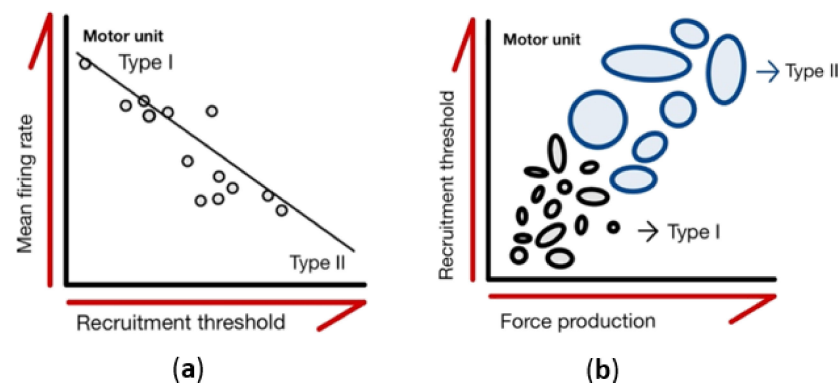 Motor unit
Type I
Mean firing rate
Type II
Recruitment threshold
(a)
Motor unit
Type II
Recruitment threshold
Type I
Force production
(b)